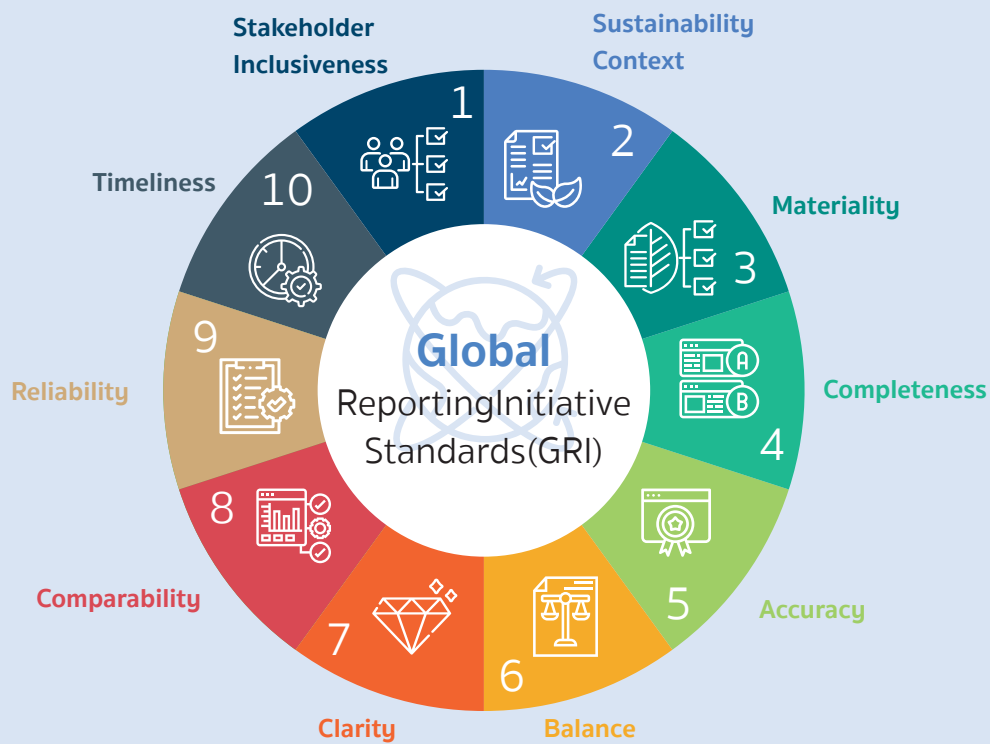 Stakeholder
Inclusiveness
1
Sustainability
Context
2
Materiality
3
Completeness
A
B
4
Accuracy
5
Balance
6
Clarity
7
Comparability
8
Reliability
9
Timeliness
10
Global
ReportingInitiative
Standards(GRI)